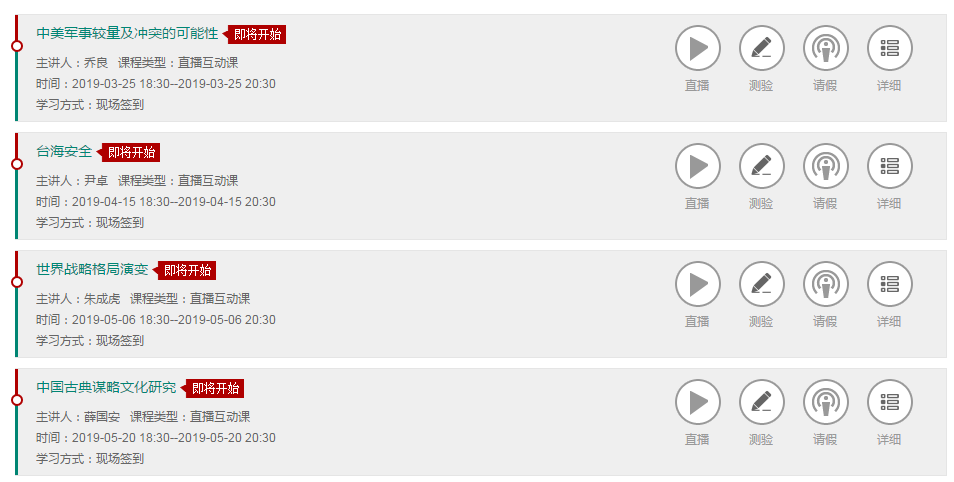 中美军事较量及冲突的可能性 即将开始
主讲人：乔良 课程类型：直播互动课
时间：2019-03-25 18:30--2019-03-25 20:30
学习方式：现场签到
直播 测验 请假 详细
台海安全 即将开始
主讲人：尹卓 课程类型：直播互动课
时间：2019-04-15 18:30--2019-04-15 20:30
学习方式：现场签到
直播 测验 请假 详细
世界战略格局演变 即将开始
主讲人：朱成虎 课程类型：直播互动课
时间：2019-05-06 18:30--2019-05-06 20:30
学习方式：现场签到
直播 测验 请假 详细
中国古典谋略文化研究 即将开始
主讲人：薛国安 课程类型：直播互动课
时间：2019-05-20 18:30--2019-05-20 20:30
学习方式：现场签到
直播 测验 请假 详细